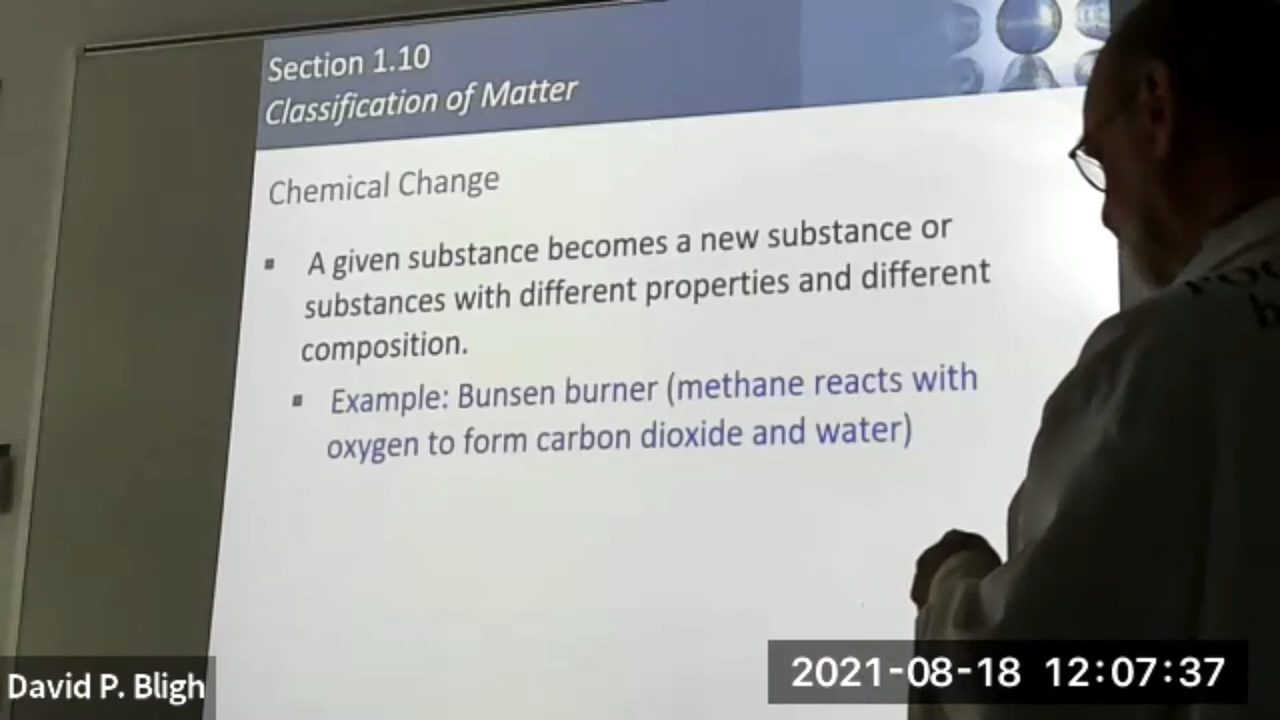 Section 1.10
Classification of Matter
Chemical Change
▪ A given substance becomes a new substance or
substances with different properties and different
composition.
▪ Example: Bunsen burner (methane reacts with
oxygen to form carbon dioxide and water)
David P. Bligh
2021-08-18 12:07:37